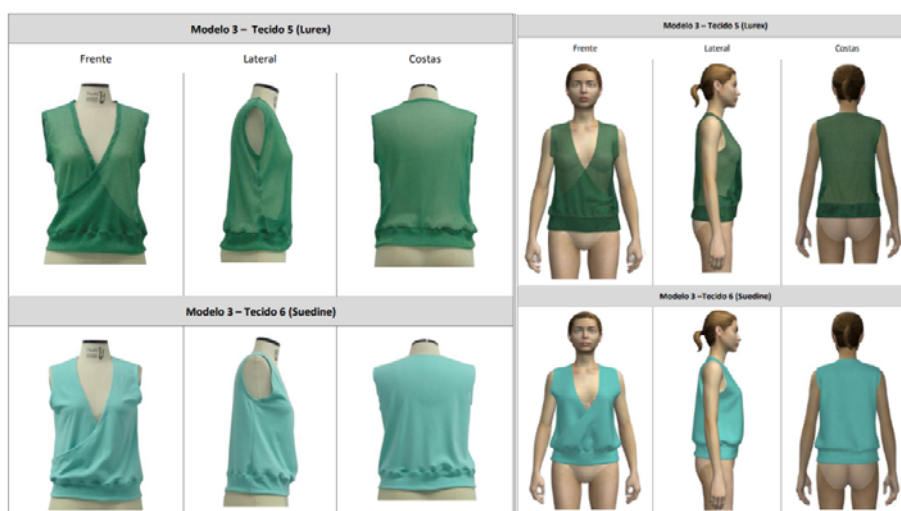 Modelo 3 – Tecido 5 (Lurex)
Frente Lateral Costas
Modelo 3 – Tecido 6 (Suedine)
Modelo 3 – Tecido 5 (Lurex)
Frente Lateral Costas
Modelo 3 –Tecido 6 (Suedine)